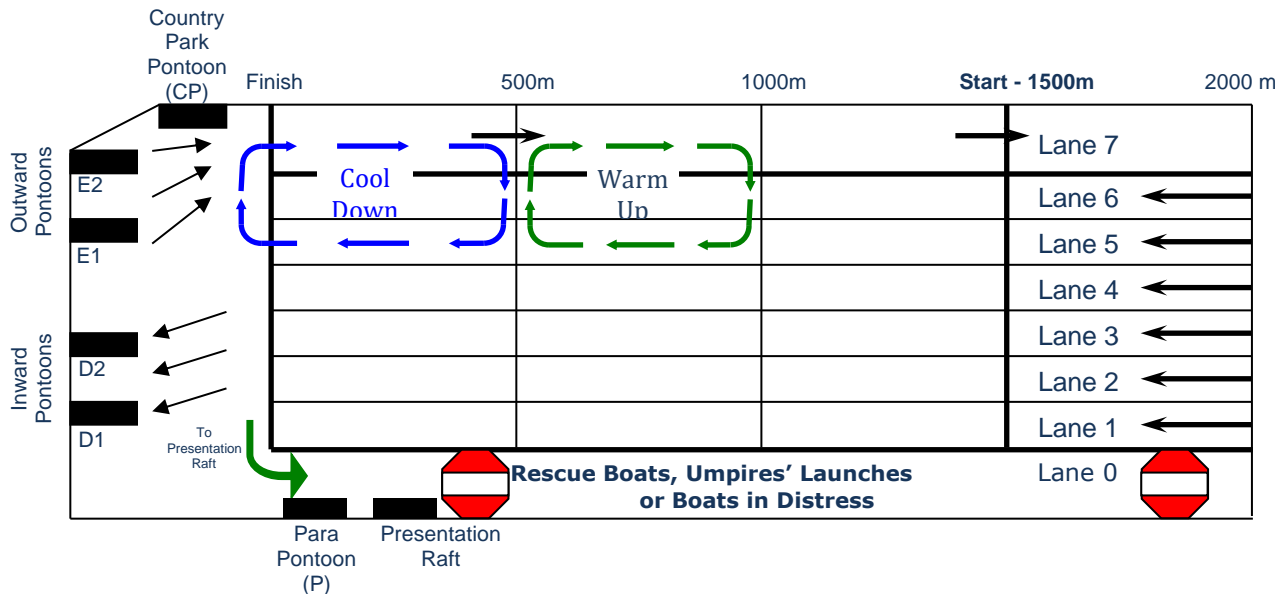 Country
Park
Pontoon
(CP)
Finish
500m
1000m
Start - 1500m
2000 m
Outward
Pontoons
E2
E1
Cool
Down
Warm
Up
Lane 7
Lane 6
Lane 5
Lane 4
Lane 3
Lane 2
Lane 1
Lane 0
Inward
Pontoons
D2
D1
To
Presentation
Raft
Rescue Boats, Umpires’ Launches
or Boats in Distress
Para
Pontoon
(P)
Presentation
Raft